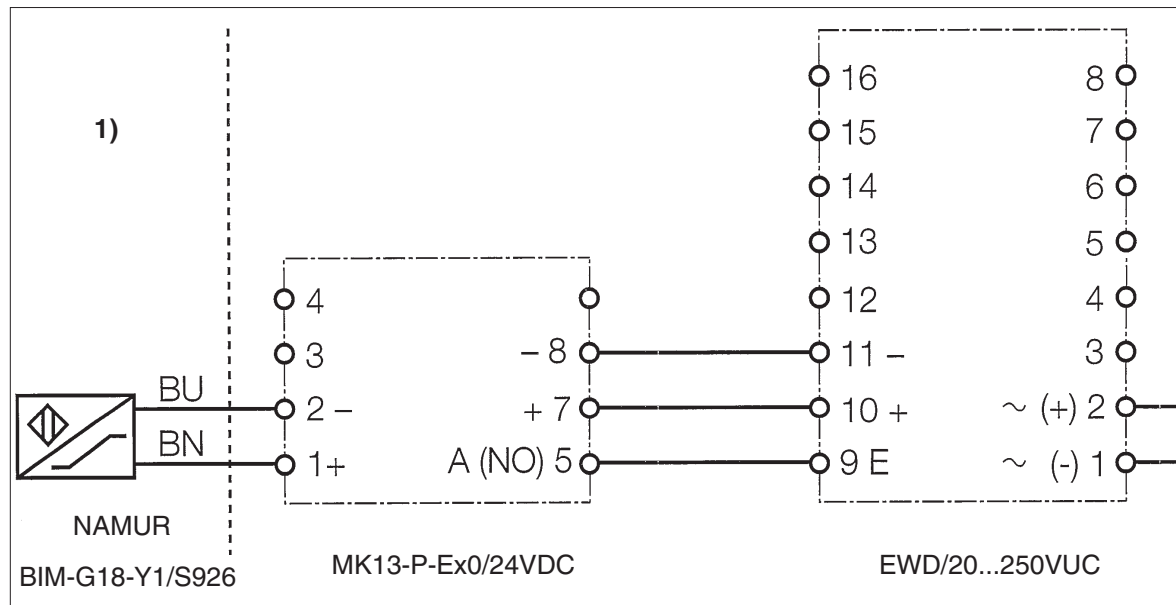 1)
BU
BN
NAMUR
BIM-G18-Y1/S926
4
3
2 -
1+
- 8
+ 7
A (NO) 5
MK13-P-Ex0/24VDC
16
15
14
13
12
11 -
10 +
9 E
8
7
6
5
4
3
~ (+) 2
~ (-) 1
EWD/20...250VUC